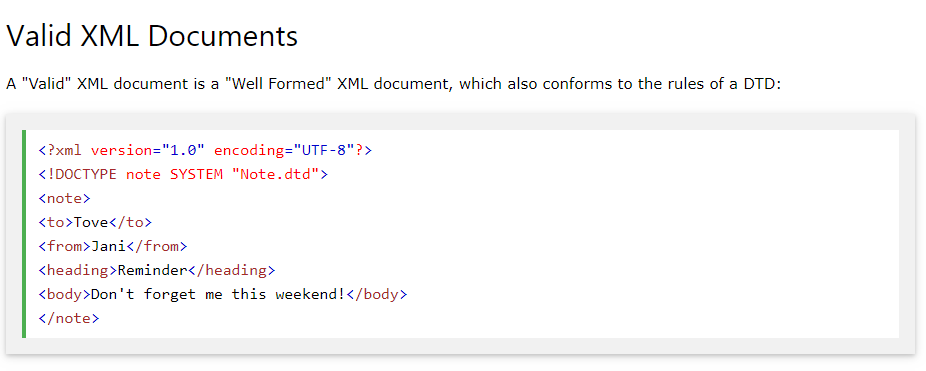 Valid XML Documents
A "Valid" XML document is a "Well Formed" XML document, which also conforms to the rules of a DTD:
<?xml version="1.0" encoding="UTF-8"?>
<!DOCTYPE note SYSTEM "Note.dtd">
<note>
<to>Tove</to>
<from>Jani</from>
<heading>Reminder</heading>
<body>Don't forget me this weekend!</body>
</note>